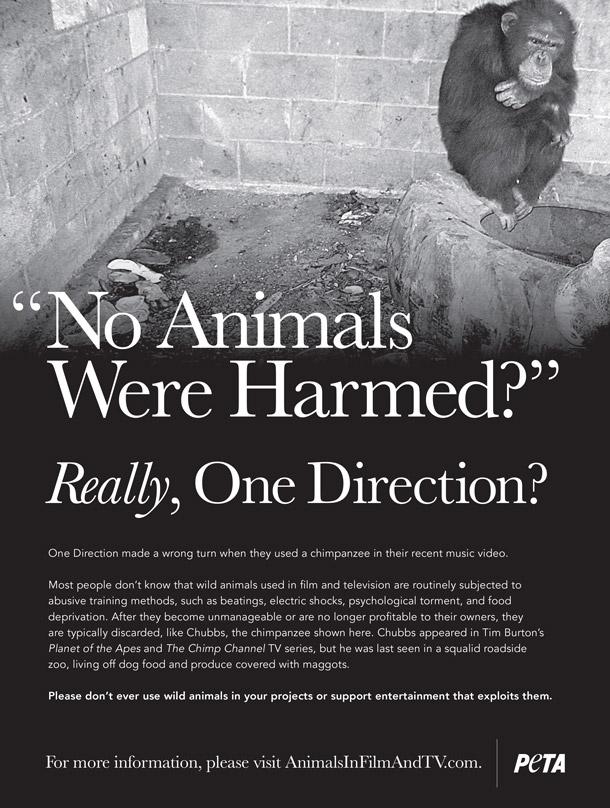 “No Animals
Were Harmed?”
Really, One Direction?
One Direction made a wrong turn when they used a chimpanzee in their recent music video.
Most people don’t know that wild animals used in film and television are routinely subjected to
abusive training methods, such as beatings, electric shocks, psychological torment, and food
deprivation. After they become unmanageable or are no longer profitable to their owners, they
are typically discarded, like Chubbs, the chimpanzee shown here. Chubbs appeared in Tim Burton’s
Planet of the Apes and The Chimp Channel TV series, but he was last seen in a squalid roadside
zoo, living off dog food and produce covered with maggots.
Please don’t ever use wild animals in your projects or support entertainment that exploits them.
For more information, please visit AnimalsInFilmAndTV.com.
PeTA